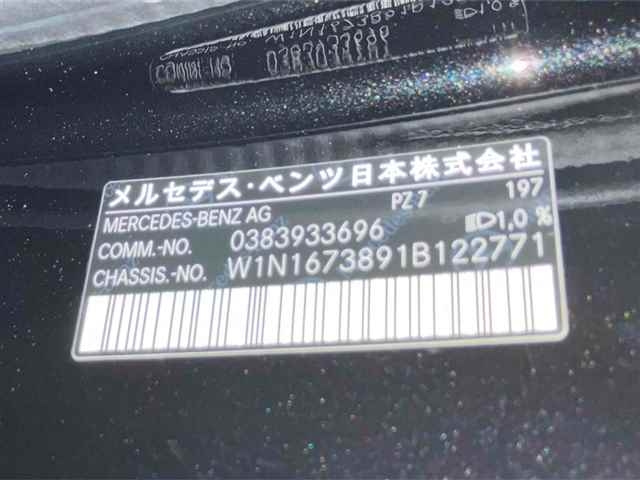 メルセデス・ベンツ日本株式会社
MERCEDES-BENZ AG PZ7 197
COMM.-NO. 0383933696 1,0 %
CHASSIS.-NO. W1N1673891B122771